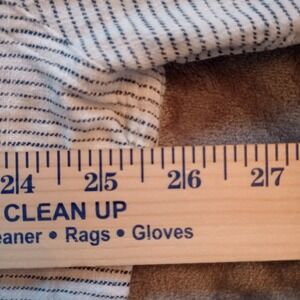 24 25 26 27
CLEAN UP
eaner • Rags • Gloves